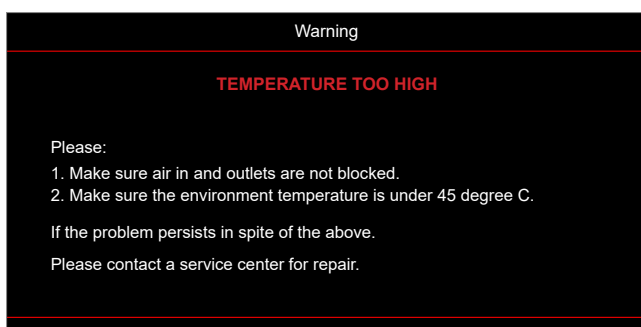 Warning
TEMPERATURE TOO HIGH
Please:
1. Make sure air in and outlets are not blocked.
2. Make sure the environment temperature is under 45 degree C.
If the problem persists in spite of the above.
Please contact a service center for repair.